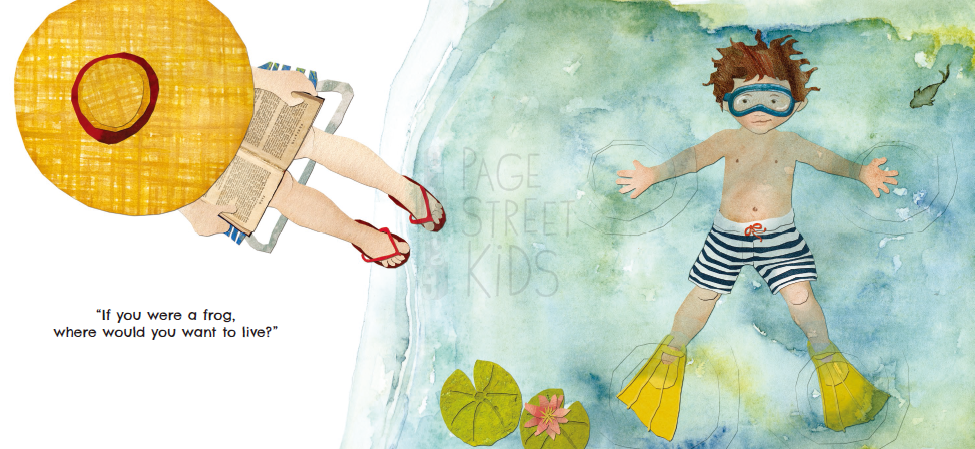 “If you were a frog,
where would you want to live?”
PAGE
STREET
KiDS